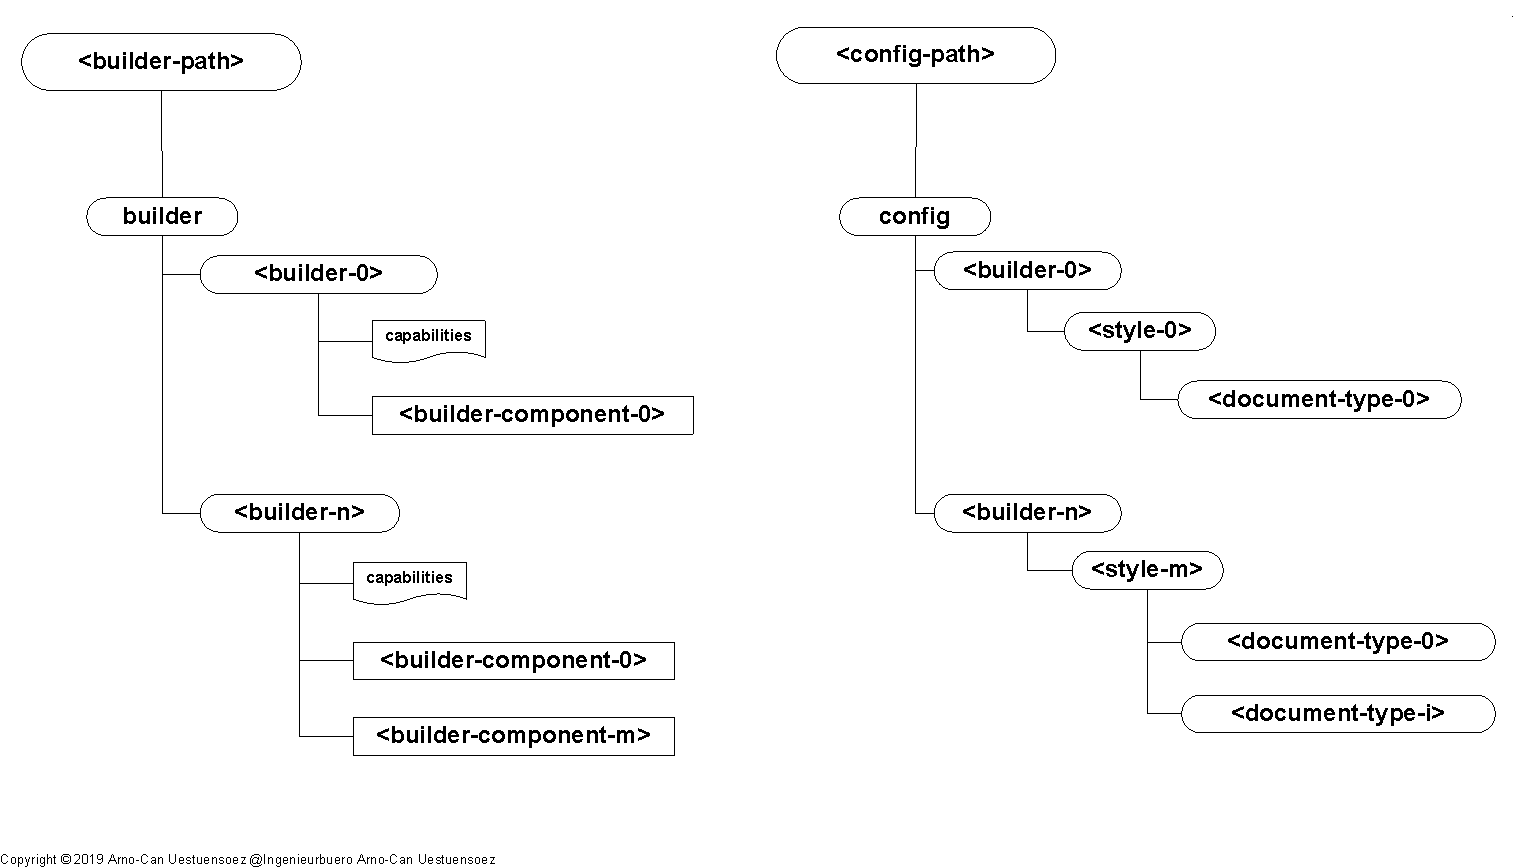 <builder-path>
builder
<builder-0>
capabilities
<builder-component-0>
<builder-n>
capabilities
<builder-component-0>
<builder-component-m>
<config-path>
config
<builder-0>
<style-0>
<document-type-0>
<builder-n>
<style-m>
<document-type-0>
<document-type-i>
Copyright ©2019 Arno-Can Uestuensoez @Ingenieurbuero Arno-Can Uestuensoez